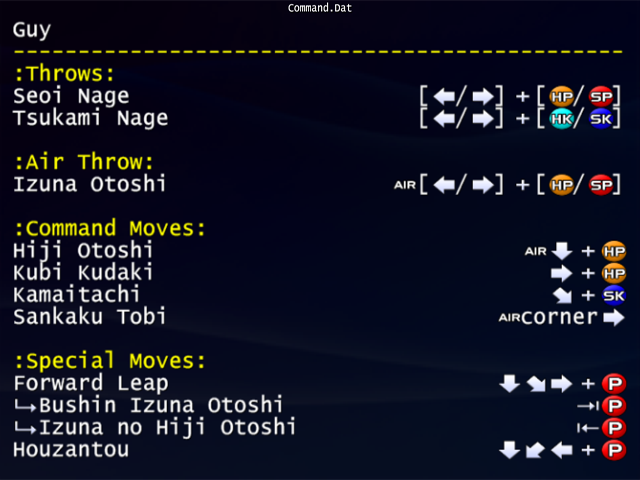 Command.Dat
Guy
:Throws:
Seoi Nage [←/→] + [HP/SP]
Tsukami Nage [←/→] + [HK/SK]
:Air Throw:
Izuna Otoshi AIR[←/→] + [HP/SP]
:Command Moves:
Hiji Otoshi AIR ↓ + HP
Kubi Kudaki → + HP
Kamaitachi ↘ + SK
Sankaku Tobi AIRcorner→
:Special Moves:
Forward Leap ↓↘→ + P
↳Bushin Izuna Otoshi →I P
↳Izuna no Hiji Otoshi I← P
Houzantou ↓↙← + P